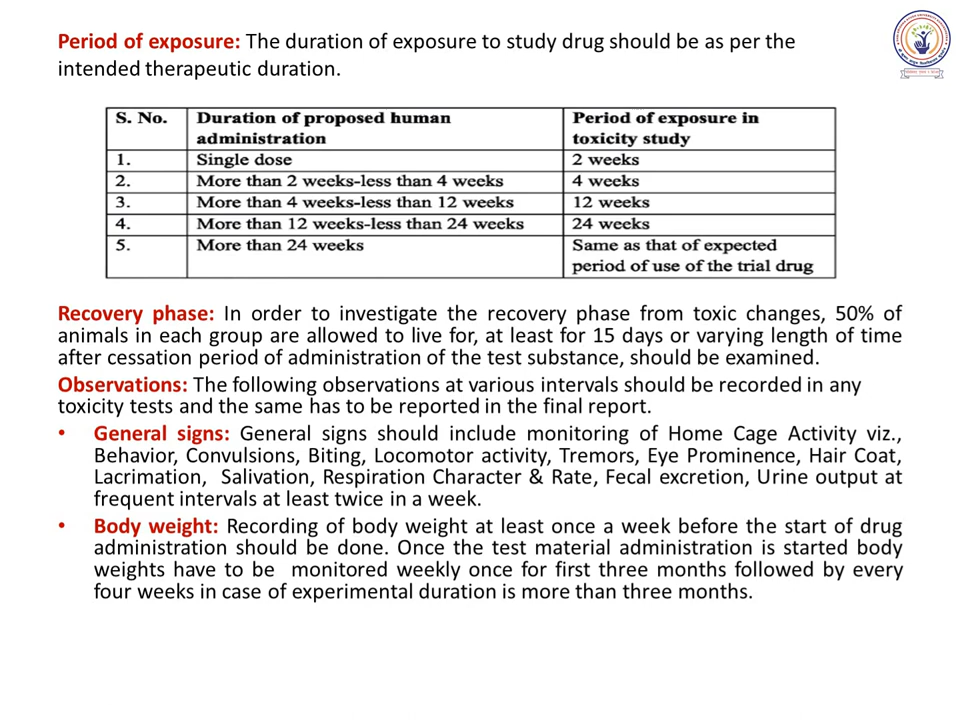 Period of exposure: The duration of exposure to study drug should be as per the
intended therapeutic duration.
S. No. Duration of proposed human administration Period of exposure in toxicity study
1. Single dose 2 weeks
2. More than 2 weeks-less than 4 weeks 4 weeks
3. More than 4 weeks-less than 12 weeks 12 weeks
4. More than 12 weeks-less than 24 weeks 24 weeks
5. More than 24 weeks Same as that of expected period of use of the trial drug
Recovery phase: In order to investigate the recovery phase from toxic changes, 50% of
animals in each group are allowed to live for, at least for 15 days or varying length of time
after cessation period of administration of the test substance, should be examined.
Observations: The following observations at various intervals should be recorded in any
toxicity tests and the same has to be reported in the final report.
• General signs: General signs should include monitoring of Home Cage Activity viz.,
Behavior, Convulsions, Biting, Locomotor activity, Tremors, Eye Prominence, Hair Coat,
Lacrimation, Salivation, Respiration Character & Rate, Fecal excretion, Urine output at
frequent intervals at least twice in a week.
• Body weight: Recording of body weight at least once a week before the start of drug
administration should be done. Once the test material administration is started body
weights have to be monitored weekly once for first three months followed by every
four weeks in case of experimental duration is more than three months.